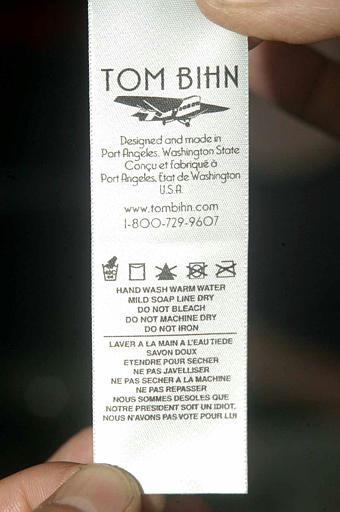 TOM BIHN
Designed and made in
Port Angeles, Washington State
Conçu et fabriqué à
Port Angeles, Etat de Washington
U.S.A.
www.tombihn.com
1-800-729-9607
HAND WASH WARM WATER
MILD SOAP LINE DRY
DO NOT BLEACH
DO NOT MACHINE DRY
DO NOT IRON
LAVER A LA MAIN A L'EAU TIEDE
SAVON DOUX
ETENDRE POUR SECHER
NE PAS JAVELLISER
NE PAS SECHER A LA MACHINE
NE PAS REPASSER
NOUS SOMMES DESOLES QUE
NOTRE PRESIDENT SOIT UN IDIOT.
NOUS N'AVONS PAS VOTE POUR LUI